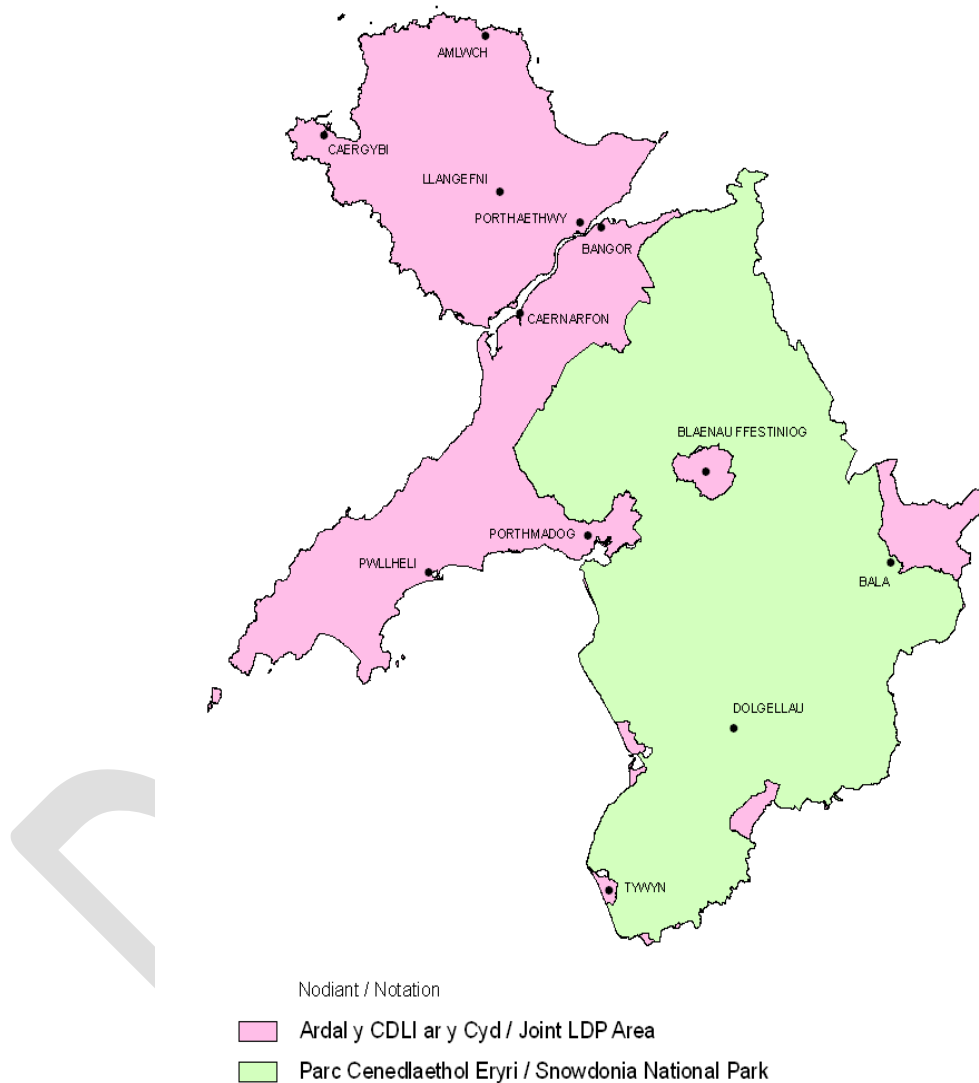 AMLWCH
CAERGYBI
LLANGEFNI
PORTHAETHWY
BANGOR
CAERNARFON
BLAENAU FFESTINIOG
PORTHMADOG
PWLLHELI
BALA
DOLGELLAU
TYWYN
Nodiant / Notation
Ardal y CDLl ar y Cyd / Joint LDP Area
Parc Cenedlaethol Eryri / Snowdonia National Park